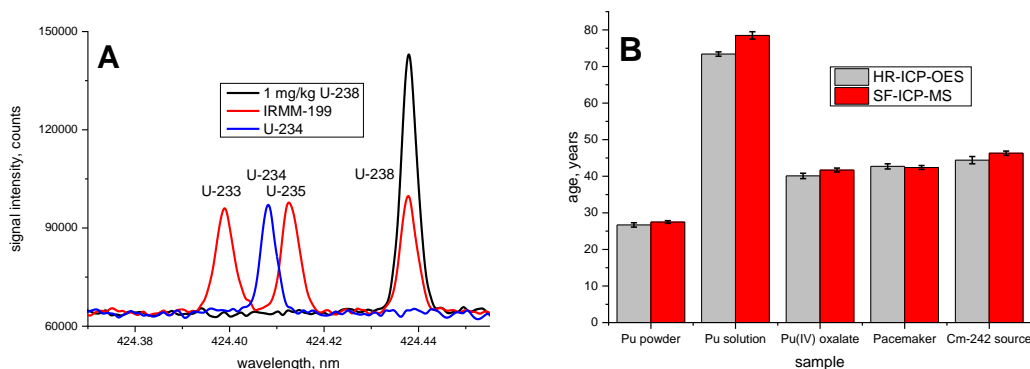 A
150000
120000
90000
60000
signal intensity, counts
1 mg/kg U-238
IRMM-199
U-234
U-233
U-234
U-235
U-238
424.38
424.40
424.42
424.44
wavelength, nm
B
80
70
60
50
40
30
20
10
0
age, years
HR-ICP-OES
SF-ICP-MS
Pu powder
Pu solution
Pu(IV) oxalate
Pacemaker
Cm-242 source
sample